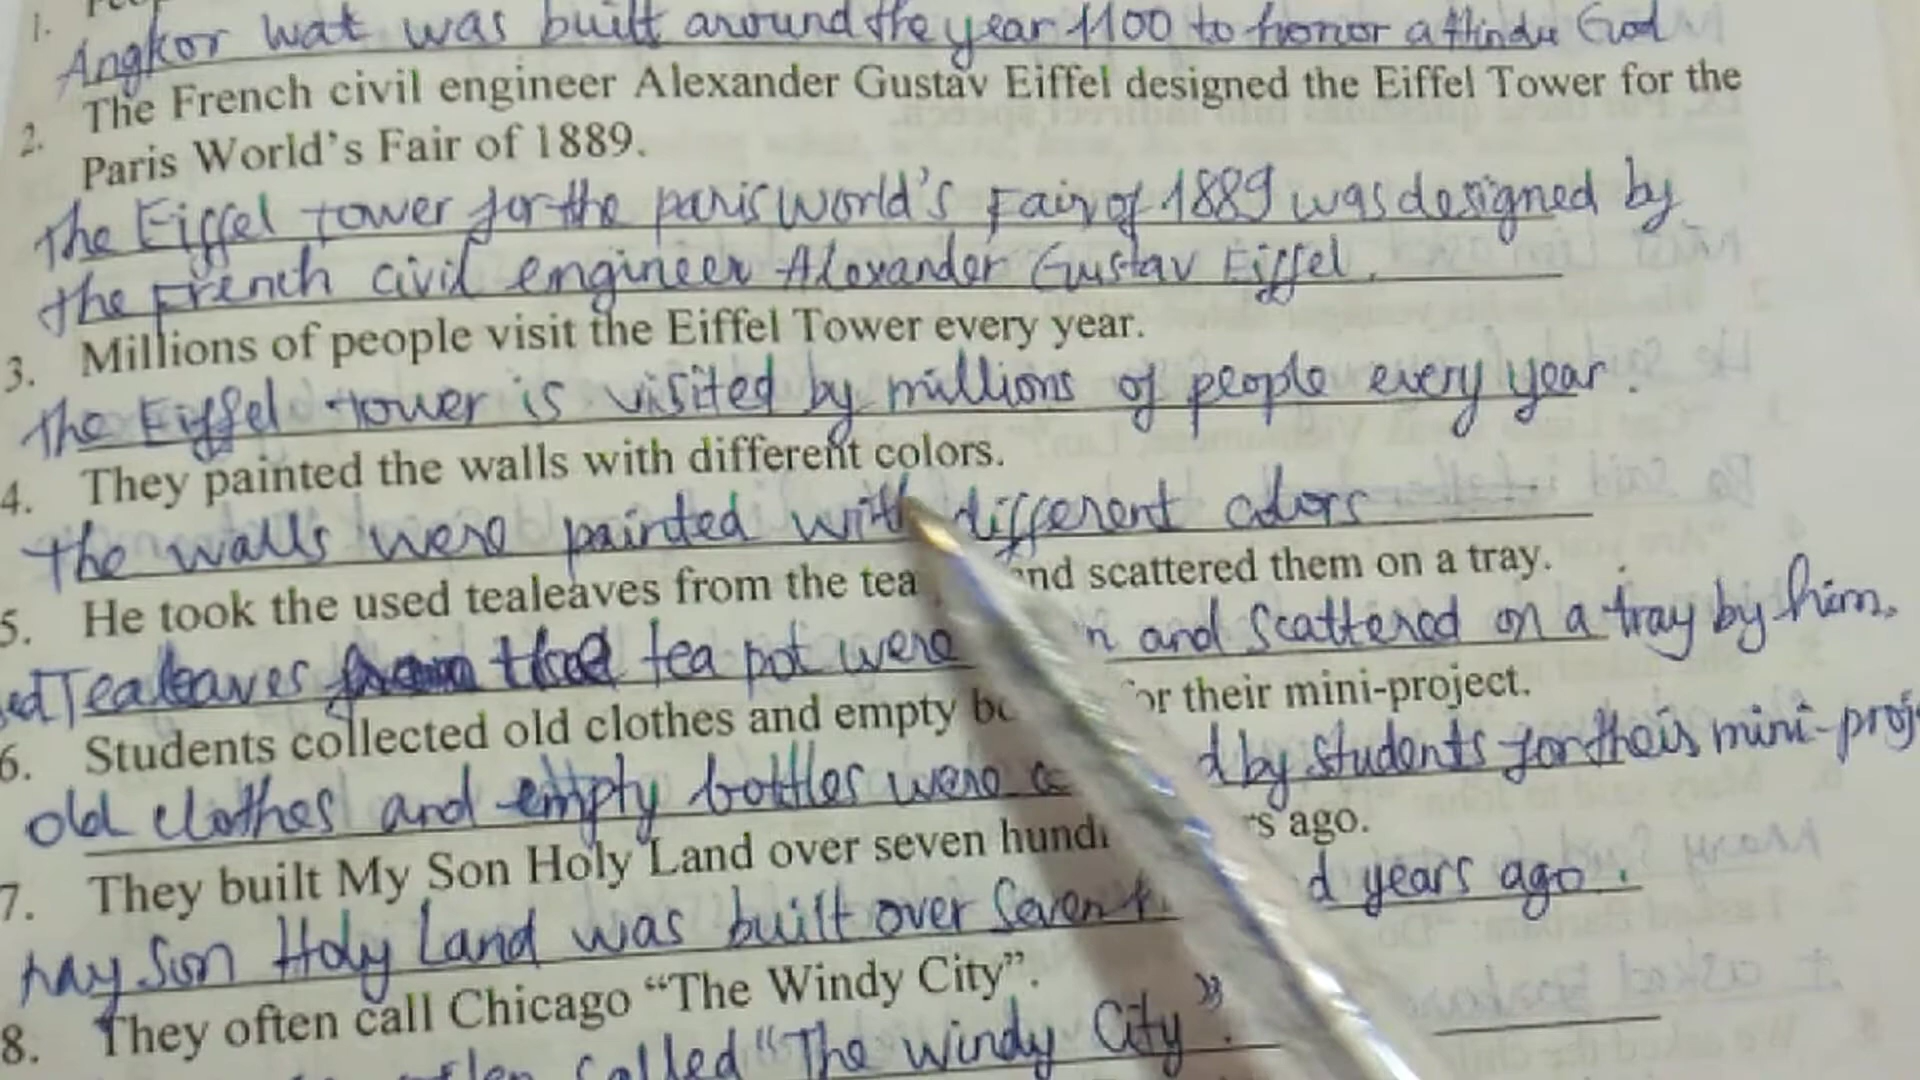 1.
Angkor wat was built around the year 1100 to honor a Hindu God
2. The French civil engineer Alexander Gustav Eiffel designed the Eiffel Tower for the
Paris World's Fair of 1889.
The Eiffel tower for the paris World's Fair of 1889 was designed by
the French civil engineer Alexander Gustav Eiffel.
3. Millions of people visit the Eiffel Tower every year.
The Eiffel tower is visited by millions of people every year.
4. They painted the walls with different colors.
the walls were painted with different colors
5. He took the used tealeaves from the tea and scattered them on a tray.
Tealeaves tea pot were and scattered on a tray by him.
6. Students collected old clothes and empty for their mini-project.
old clothes and empty bottles were by students for their mini-proj
7. They built My Son Holy Land over seven ago.
Son Holy Land was built over seven years ago.
8. They often call Chicago “The Windy City”.
called “The windy City”.